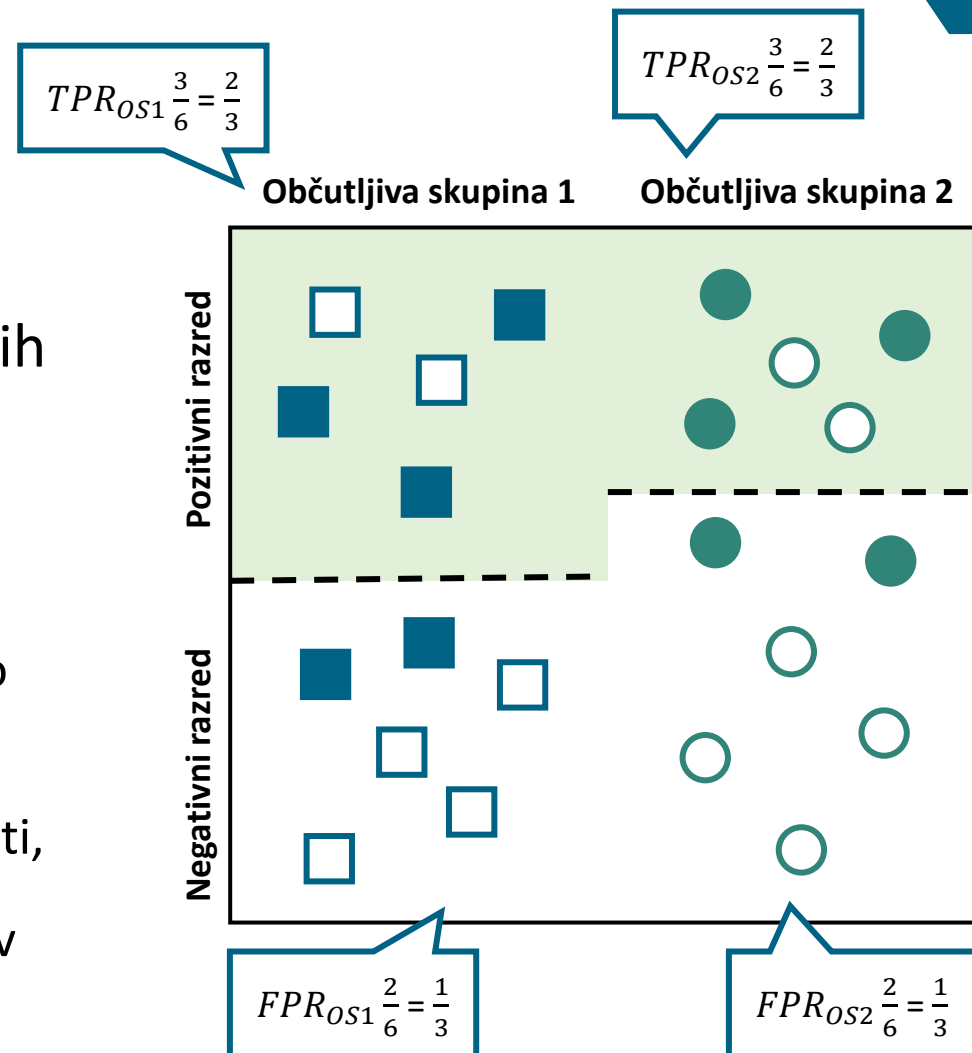 TPR_OS1 3/6 = 2/3
TPR_OS2 3/6 = 2/3
Občutljiva skupina 1
Občutljiva skupina 2
Pozitivni razred
Negativni razred
ih
ti,
v
FPR_OS1 2/6 = 1/3
FPR_OS2 2/6 = 1/3